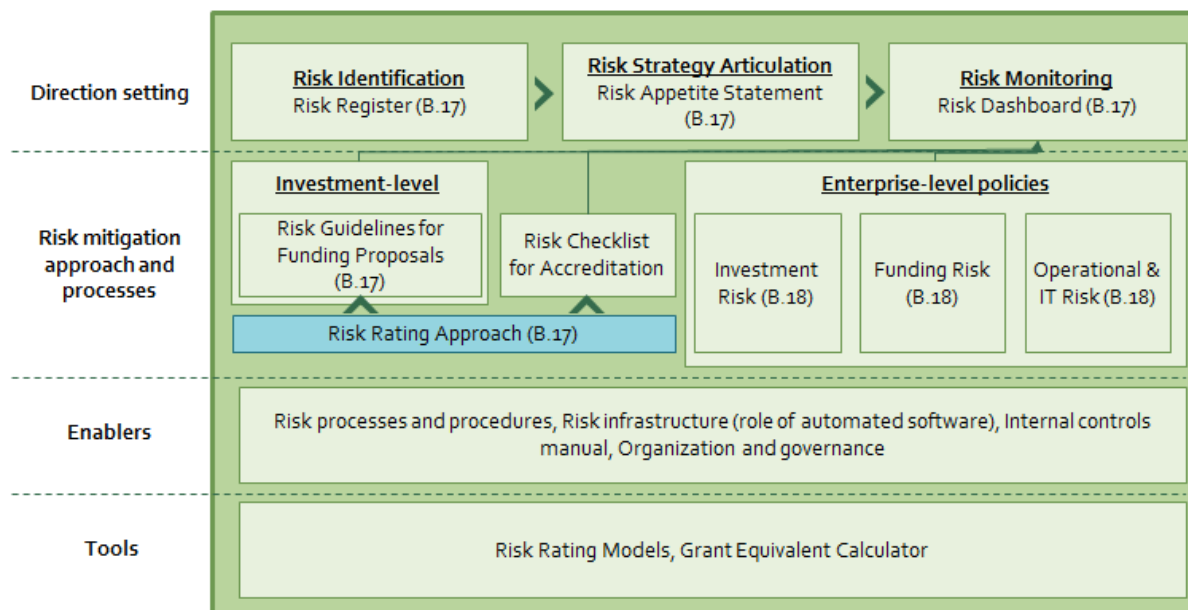 Direction setting
Risk Identification
Risk Register (B.17)
Risk Strategy Articulation
Risk Appetite Statement
(B.17)
Risk Monitoring
Risk Dashboard (B.17)
Risk mitigation
approach and
processes
Investment-level
Risk Guidelines for
Funding Proposals
(B.17)
Risk Checklist
for Accreditation
Risk Rating Approach (B.17)
Enterprise-level policies
Investment
Risk (B.18)
Funding Risk
(B.18)
Operational &
IT Risk (B.18)
Enablers
Risk processes and procedures, Risk infrastructure (role of automated software), Internal controls
manual, Organization and governance
Tools
Risk Rating Models, Grant Equivalent Calculator